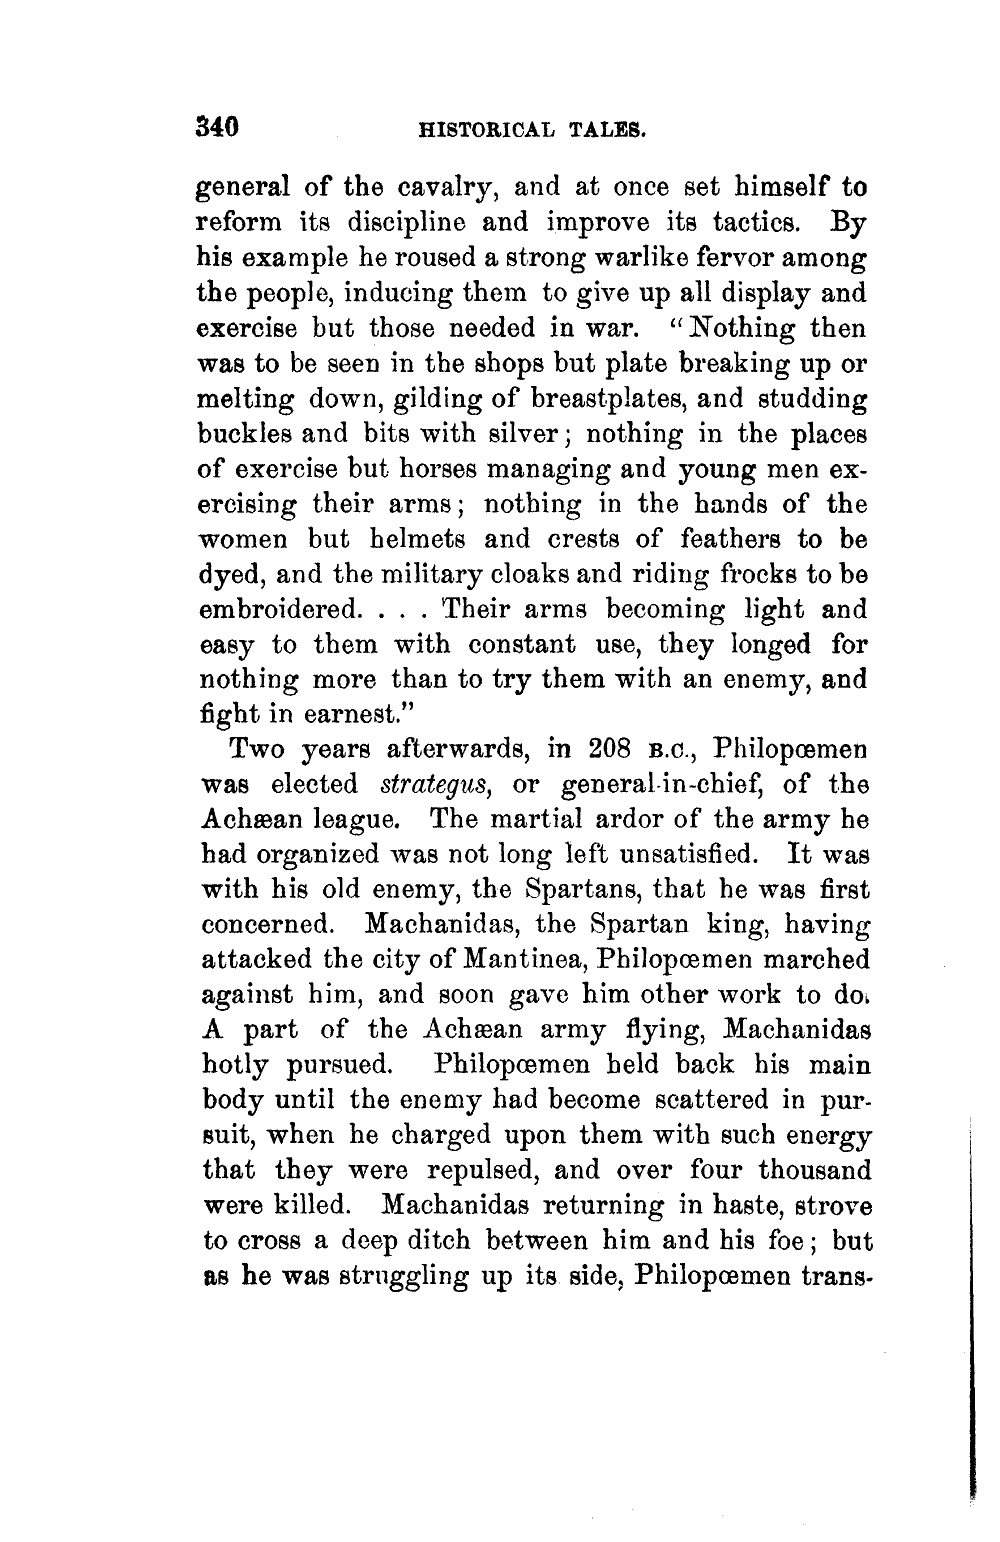 340 HISTORICAL TALES.
general of the cavalry, and at once set himself to
reform its discipline and improve its tactics. By
his example he roused a strong warlike fervor among
the people, inducing them to give up all display and
exercise but those needed in war. “Nothing then
was to be seen in the shops but plate breaking up or
melting down, gilding of breastplates, and studding
buckles and bits with silver; nothing in the places
of exercise but horses managing and young men ex-
ercising their arms; nothing in the hands of the
women but helmets and crests of feathers to be
dyed, and the military cloaks and riding frocks to be
embroidered. . . . Their arms becoming light and
easy to them with constant use, they longed for
nothing more than to try them with an enemy, and
fight in earnest.”
Two years afterwards, in 208 B.C., Philopœmen
was elected strategus, or general-in-chief, of the
Achæan league. The martial ardor of the army he
had organized was not long left unsatisfied. It was
with his old enemy, the Spartans, that he was first
concerned. Machanidas, the Spartan king, having
attacked the city of Mantinea, Philopœmen marched
against him, and soon gave him other work to do.
A part of the Achæan army flying, Machanidas
hotly pursued. Philopœmen held back his main
body until the enemy had become scattered in pur-
suit, when he charged upon them with such energy
that they were repulsed, and over four thousand
were killed. Machanidas returning in haste, strove
to cross a deep ditch between him and his foe; but
as he was struggling up its side, Philopœmen trans-